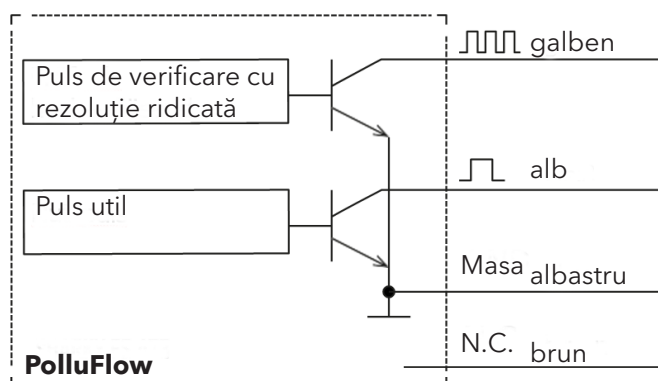 galben
Puls de verificare cu
rezoluție ridicată
alb
Puls util
Masa albastru
N.C. brun
PolluFlow